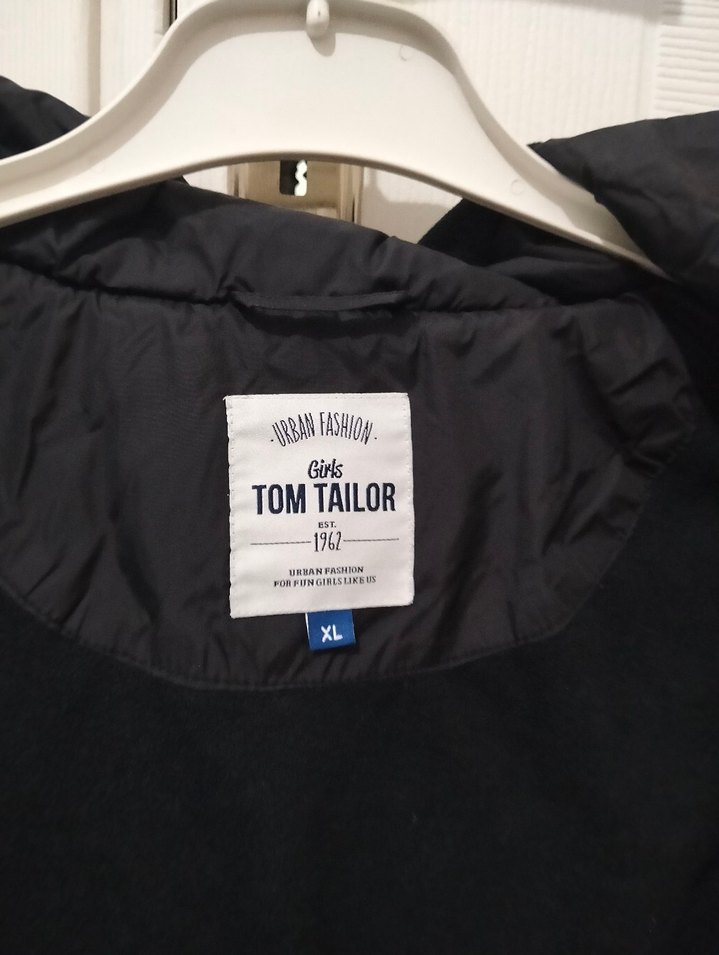 ·URBAN FASHION·
Girls
TOM TAILOR
EST.
1962
URBAN FASHION
FOR FUN GIRLS LIKE US
XL